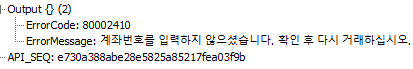 Output {} (2)
ErrorCode: 80002410
ErrorMessage: 계좌번호를 입력하지 않으셨습니다. 확인 후 다시 거래하십시오.
API_SEQ: e730a388abe28e5825a85217fea03f9b